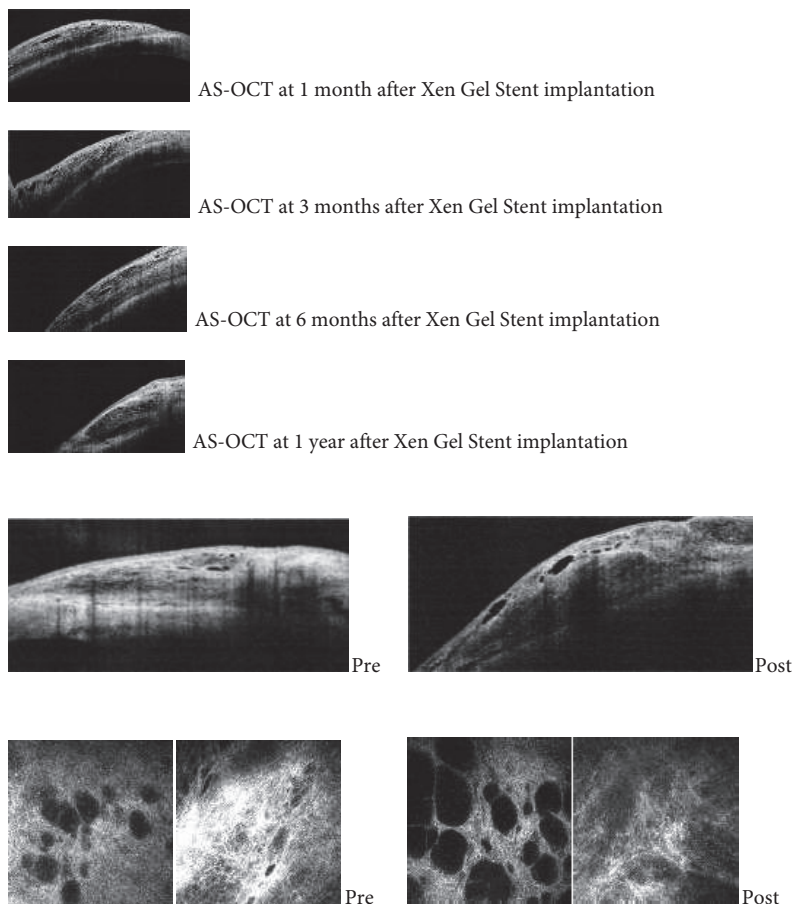 AS-OCT at 1 month after Xen Gel Stent implantation
AS-OCT at 3 months after Xen Gel Stent implantation
AS-OCT at 6 months after Xen Gel Stent implantation
AS-OCT at 1 year after Xen Gel Stent implantation
Pre
Post
Pre
Post